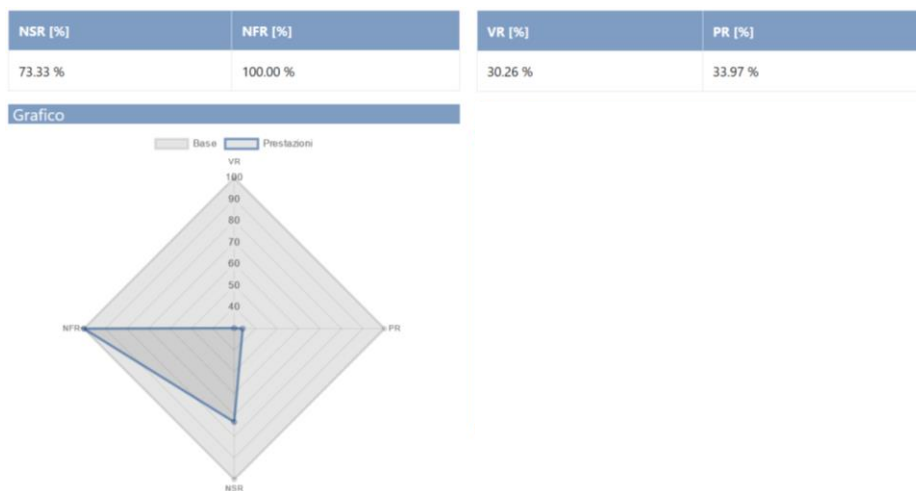 NSR [%] NFR [%] VR [%] PR [%]
73.33 % 100.00 % 30.26 % 33.97 %
Grafico
Base Prestazioni
VR
100
90
80
70
60
50
40
NFR PR
NSR